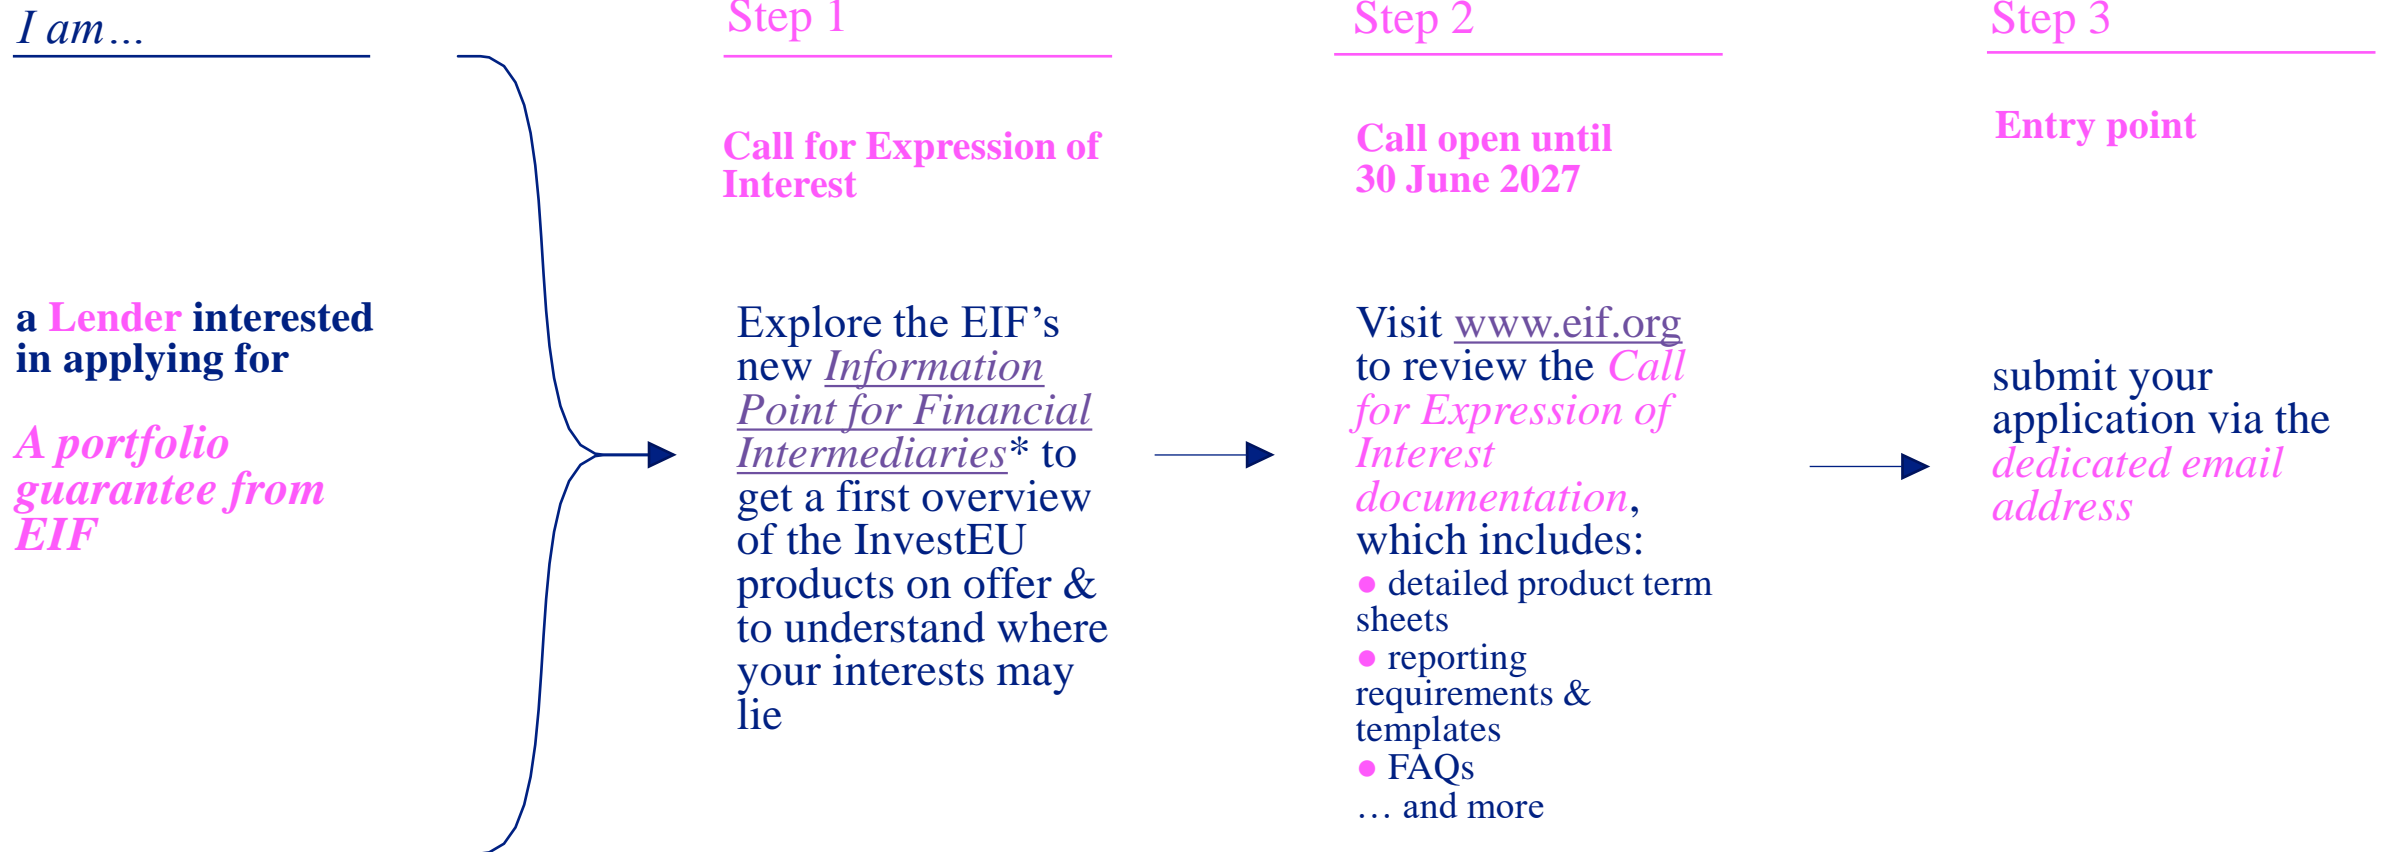 I am…
a Lender interested
in applying for
A portfolio
guarantee from
EIF
Step 1
Call for Expression of
Interest
Explore the EIF’s
new Information
Point for Financial
Intermediaries* to
get a first overview
of the InvestEU
products on offer &
to understand where
your interests may
lie
Step 2
Call open until
30 June 2027
Visit www.eif.org
to review the Call
for Expression of
Interest
documentation,
which includes:
● detailed product term
sheets
● reporting
requirements &
templates
● FAQs
… and more
Step 3
Entry point
submit your
application via the
dedicated email
address